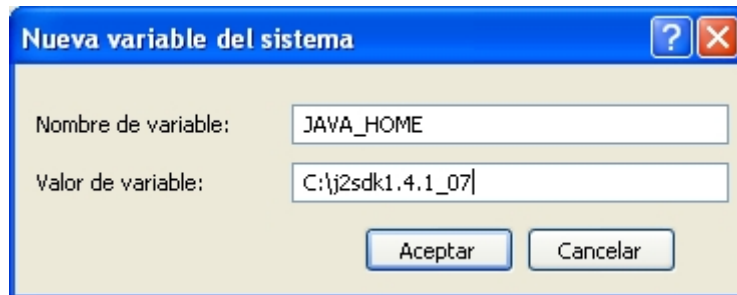 Nueva variable del sistema
Nombre de variable: JAVA_HOME
Valor de variable: C:\j2sdk1.4.1_07
Aceptar Cancelar